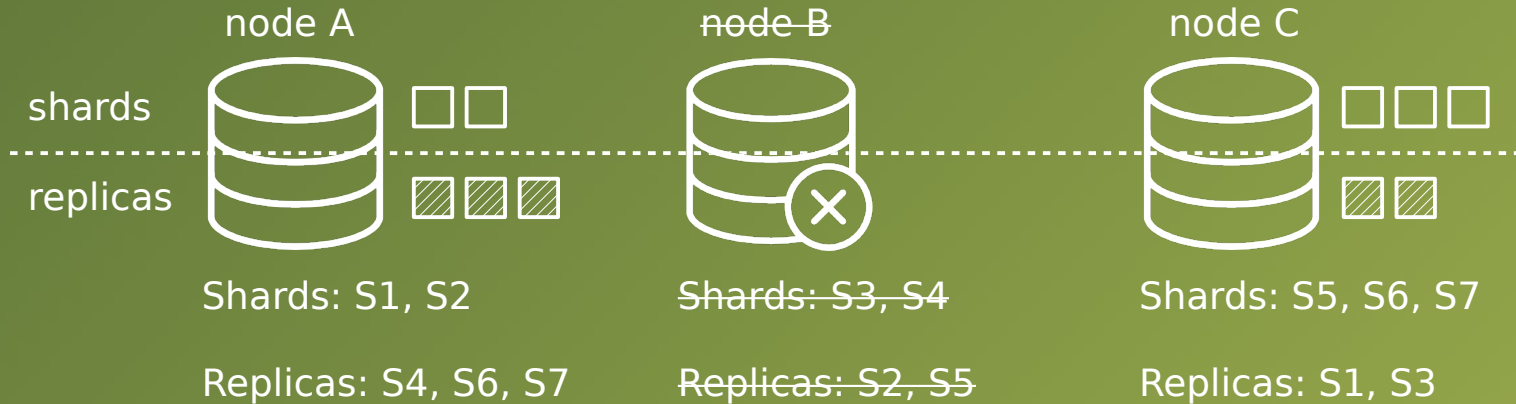 node A
node B
node C
shards
replicas
Shards: S1, S2
Shards: S3, S4
Shards: S5, S6, S7
Replicas: S4, S6, S7
Replicas: S2, S5
Replicas: S1, S3